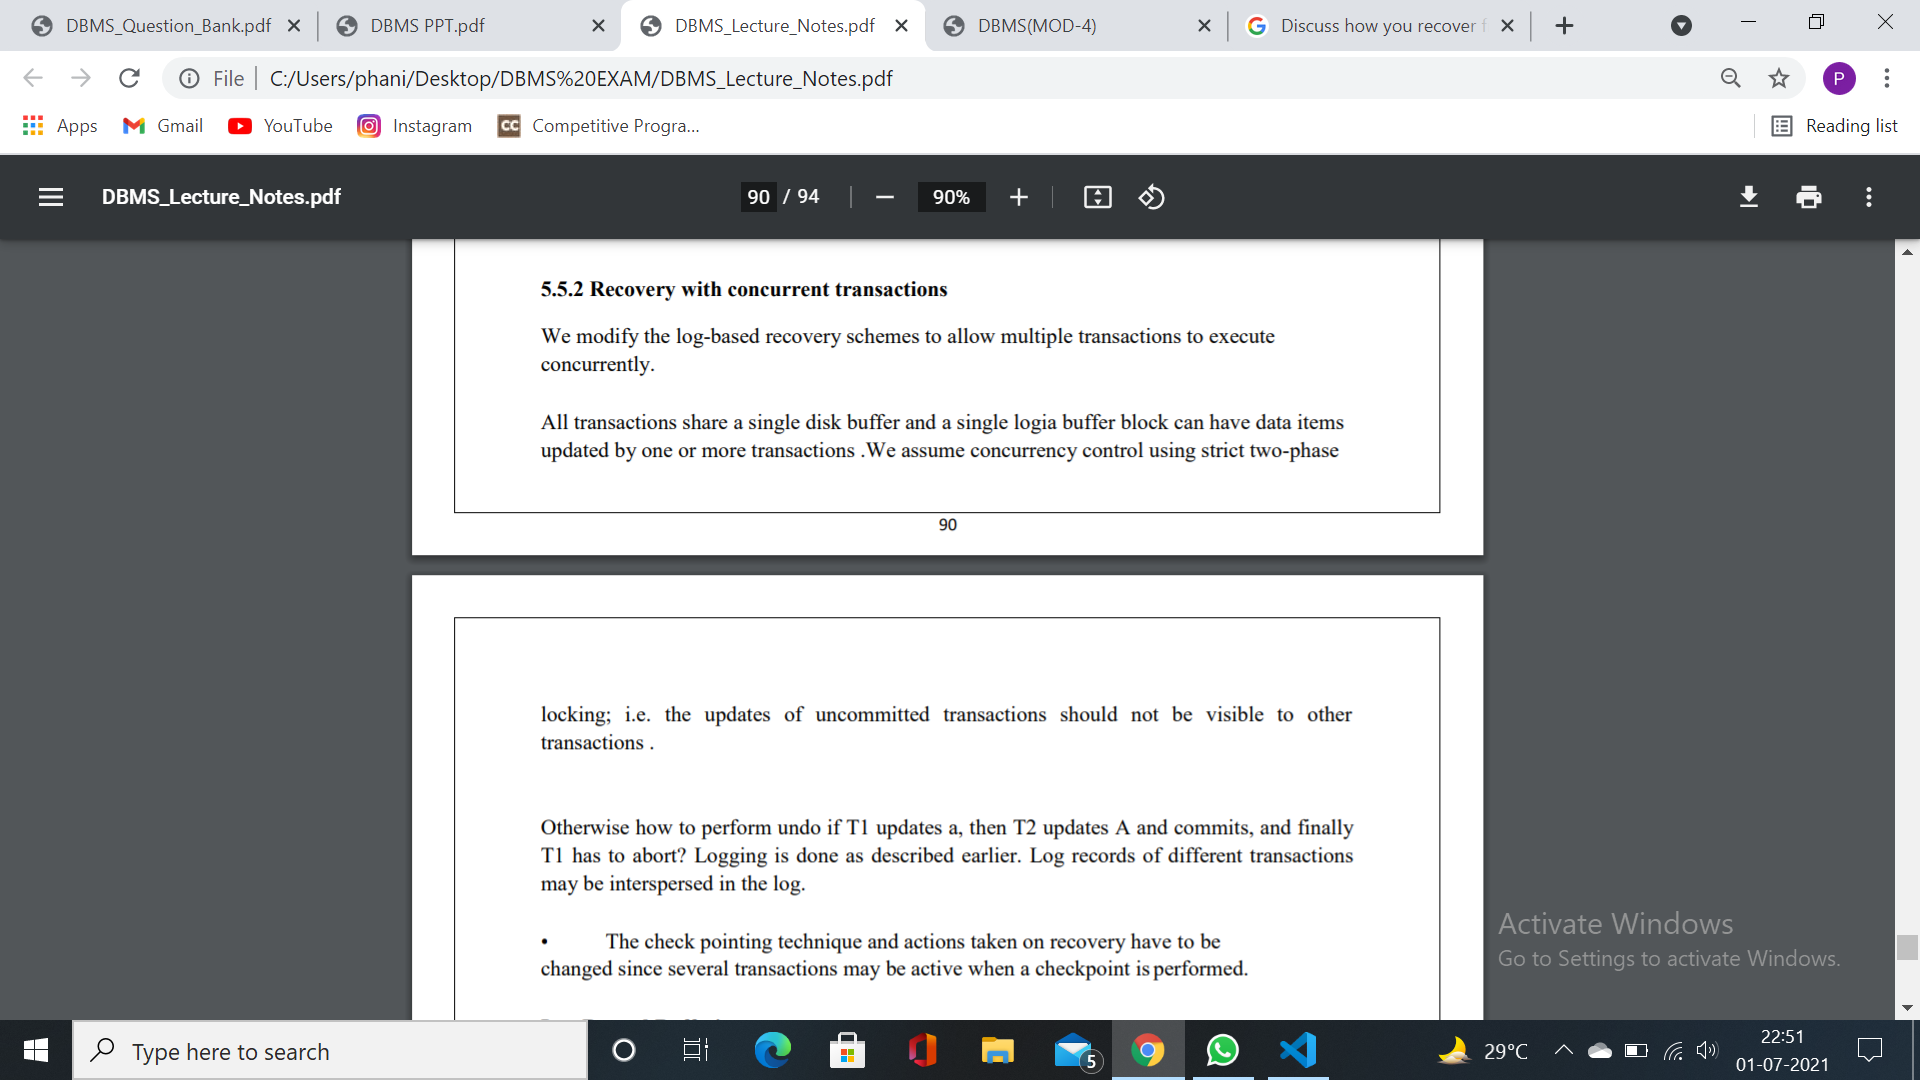 DBMS_Question_Bank.pdf
DBMS PPT.pdf
DBMS_Lecture_Notes.pdf
DBMS(MOD-4)
Discuss how you recover f
File
C:/Users/phani/Desktop/DBMS%20EXAM/DBMS_Lecture_Notes.pdf
P
Apps
Gmail
YouTube
Instagram
CC
Competitive Progra...
Reading list
DBMS_Lecture_Notes.pdf
90 / 94
90%
5.5.2 Recovery with concurrent transactions
We modify the log-based recovery schemes to allow multiple transactions to execute
concurrently.
All transactions share a single disk buffer and a single logia buffer block can have data items
updated by one or more transactions .We assume concurrency control using strict two-phase
90
locking; i.e. the updates of uncommitted transactions should not be visible to other
transactions .
Otherwise how to perform undo if T1 updates a, then T2 updates A and commits, and finally
T1 has to abort? Logging is done as described earlier. Log records of different transactions
may be interspersed in the log.
• The check pointing technique and actions taken on recovery have to be
changed since several transactions may be active when a checkpoint is performed.
Activate Windows
Go to Settings to activate Windows.
Type here to search
5
29°C
22:51
01-07-2021